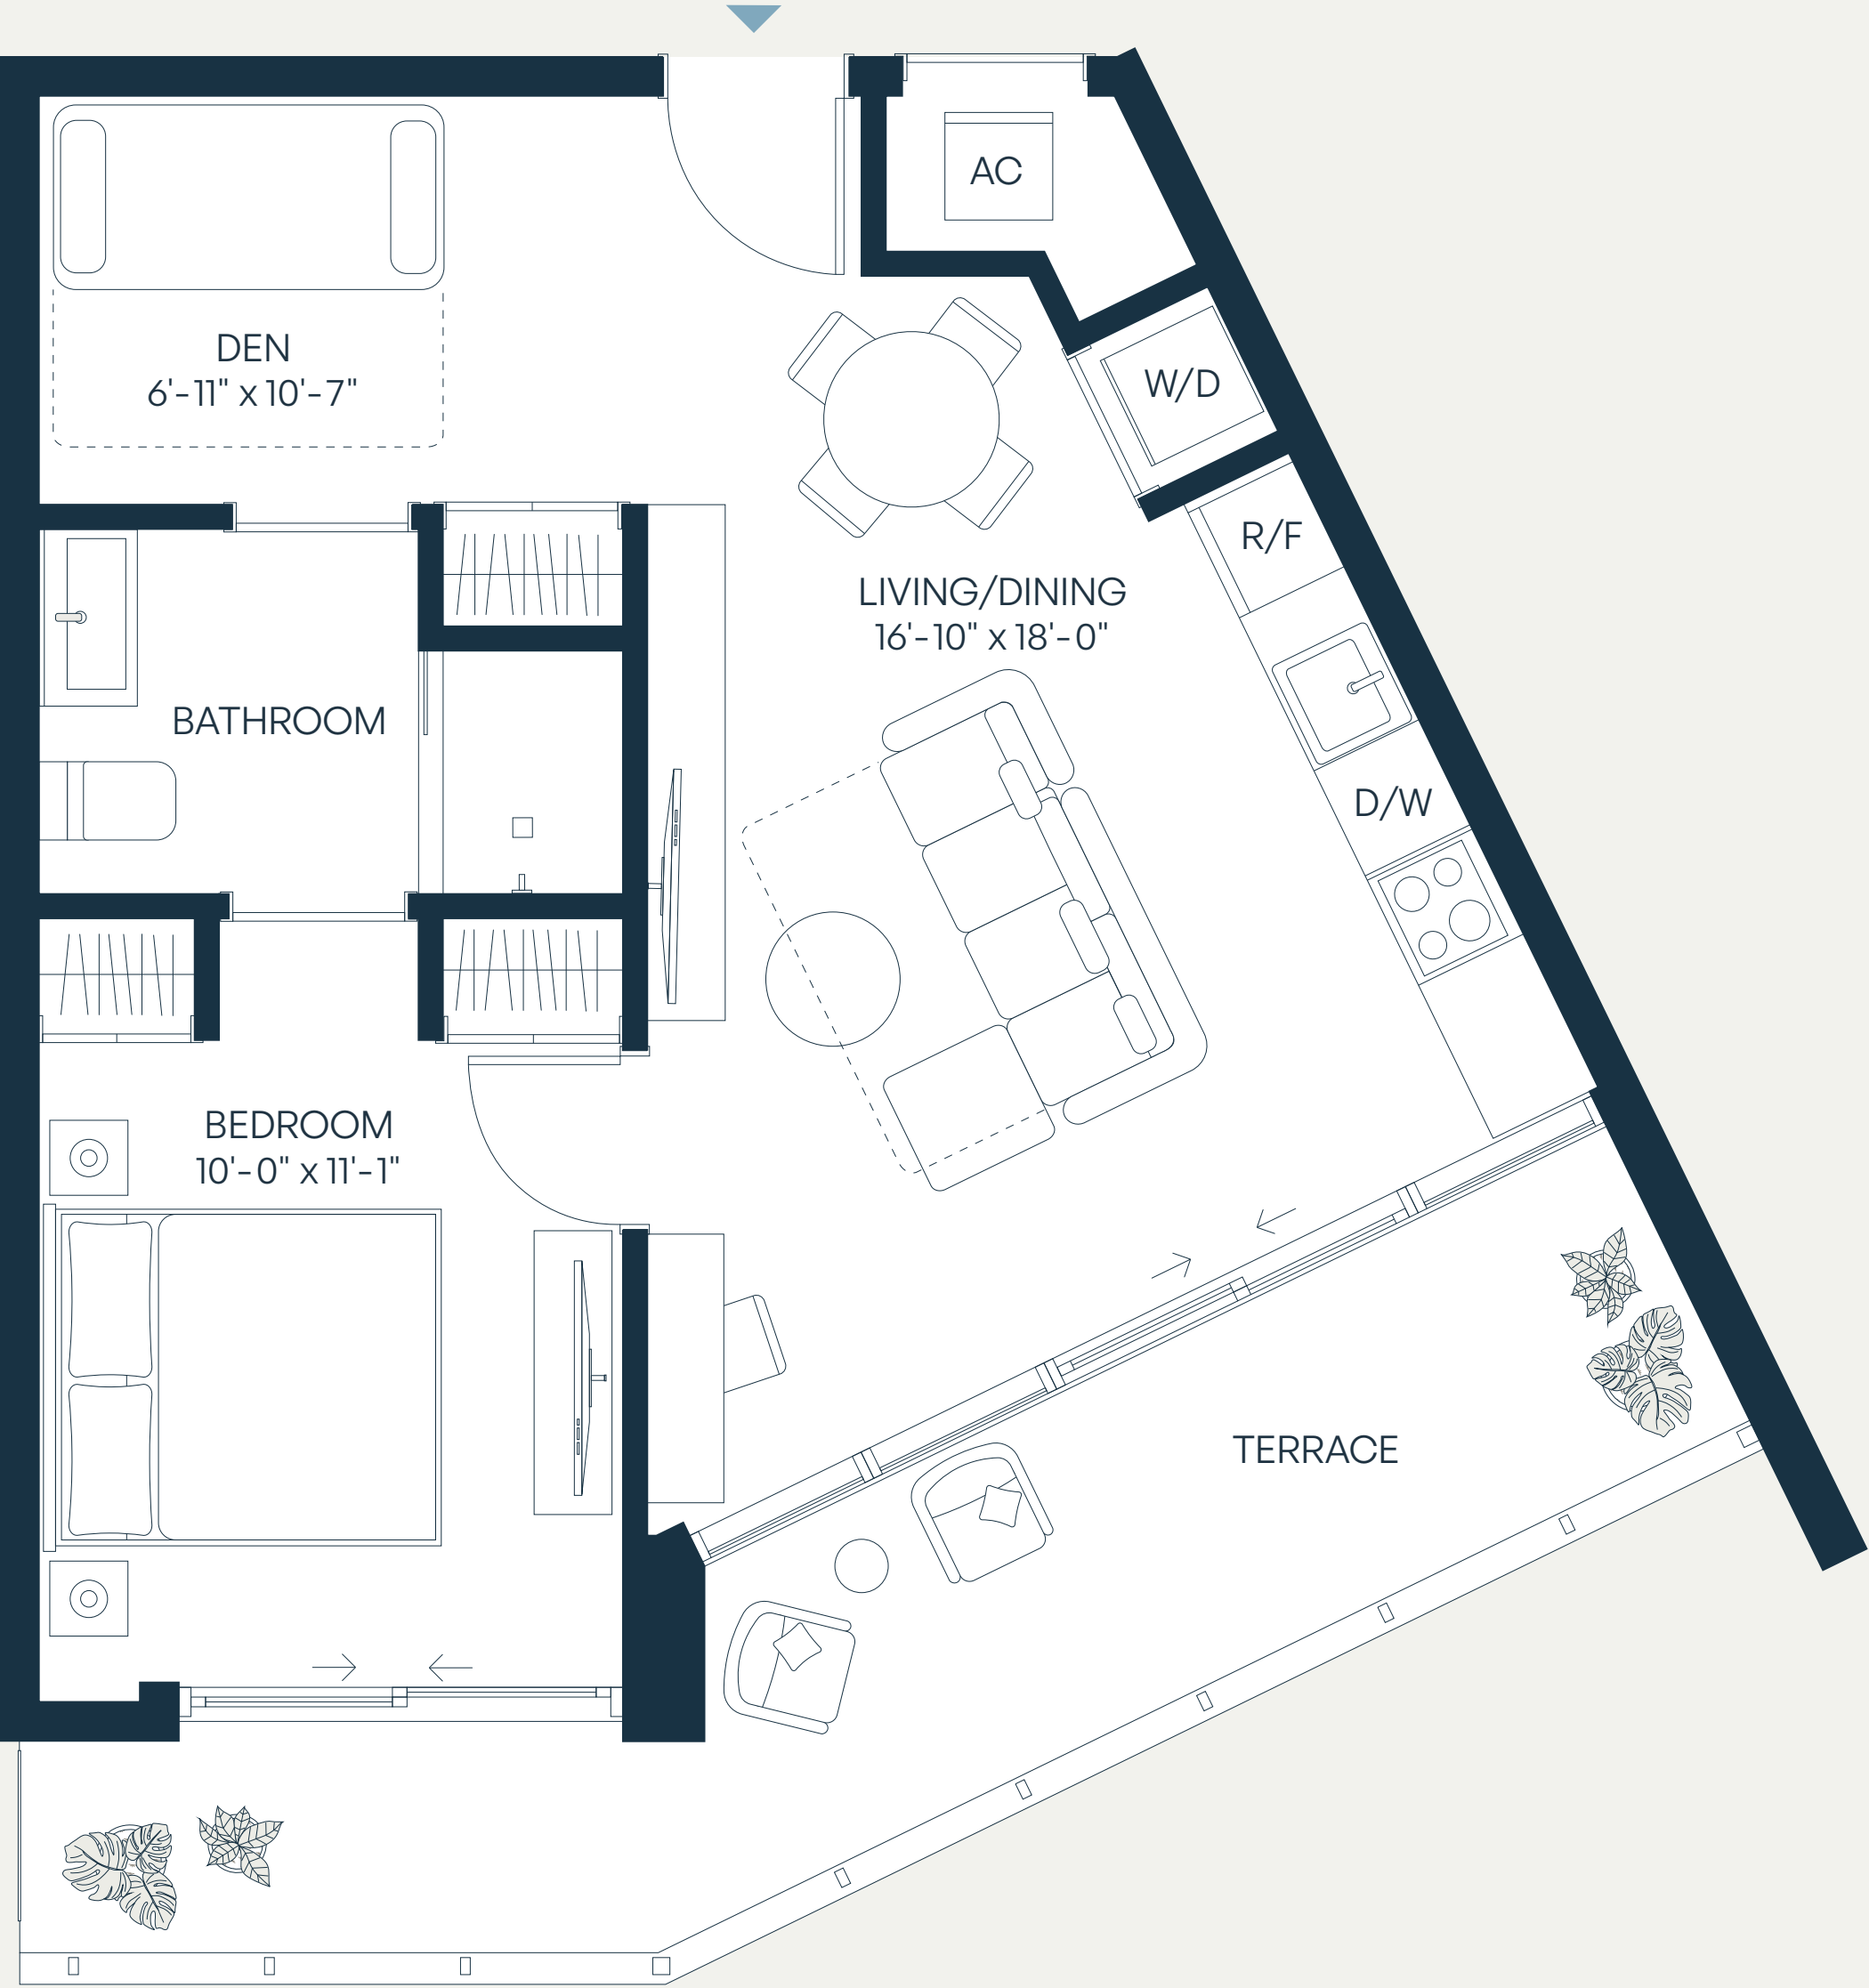 AC
DEN
6'-11" x 10'-7"
W/D
R/F
LIVING/DINING
16'-10" x 18'-0"
BATHROOM
D/W
BEDROOM
10'-0" x 11'-1"
TERRACE